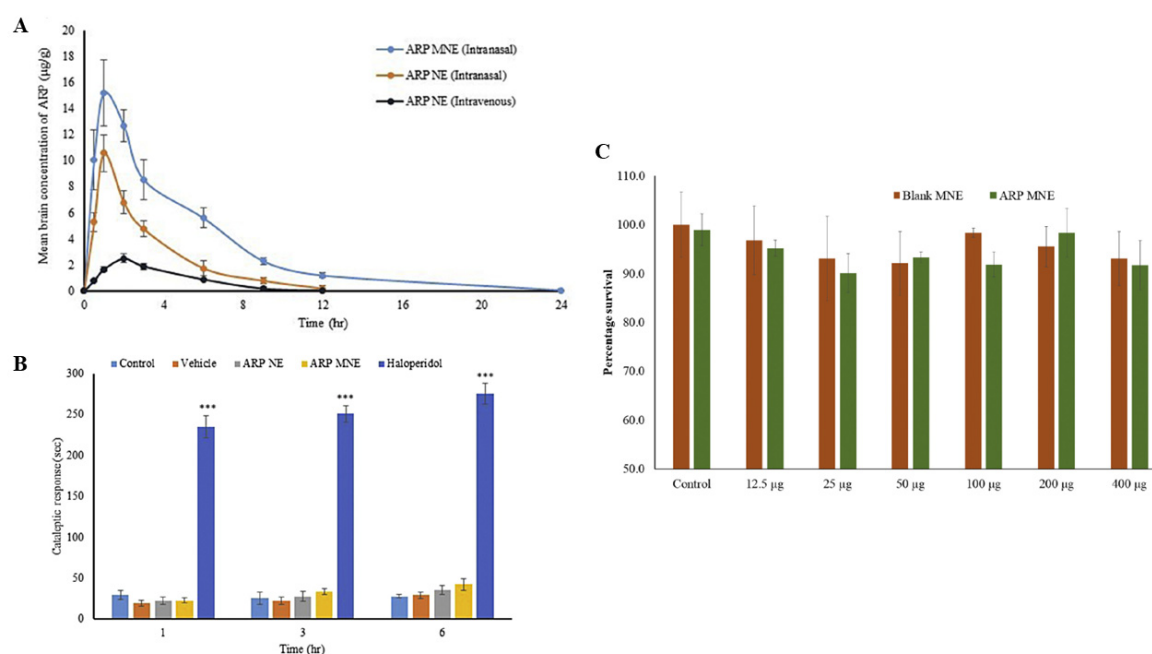 A
20
18
16
14
12
10
8
6
4
2
0
Mean brain concentration of ARP (µg/g)
ARP MNE (Intranasal)
ARP NE (Intranasal)
ARP NE (Intravenous)
0 4 8 12 16 20 24
Time (hr)
B
Control Vehicle ARP NE ARP MNE Haloperidol
300
250
200
150
100
50
0
Cataleptic response (sec)
*** *** ***
1 3 6
Time (hr)
C
110.0
100.0
90.0
80.0
70.0
60.0
50.0
Percentage survival
Blank MNE ARP MNE
Control 12.5 µg 25 µg 50 µg 100 µg 200 µg 400 µg